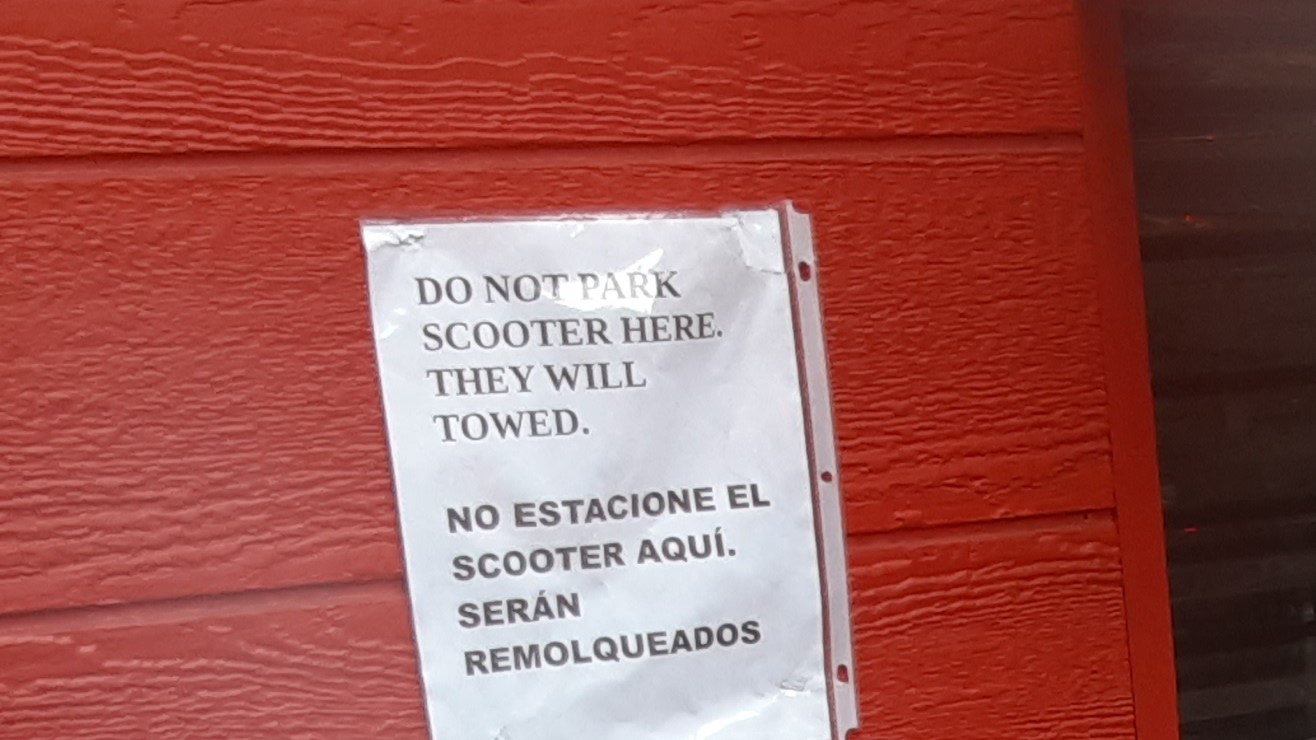 DO NOT PARK
SCOOTER HERE.
THEY WILL
TOWED.
NO ESTACIONE EL
SCOOTER AQUÍ.
SERÁN
REMOLQUEADOS